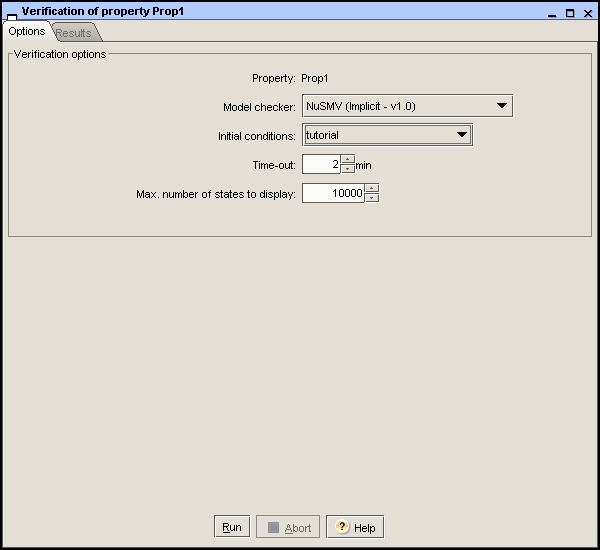 Verification of property Prop1
Options Results
Verification options
Property: Prop1
Model checker: NuSMV (Implicit - v1.0)
Initial conditions: tutorial
Time-out: 2 min
Max. number of states to display: 10000
Run Abort ? Help